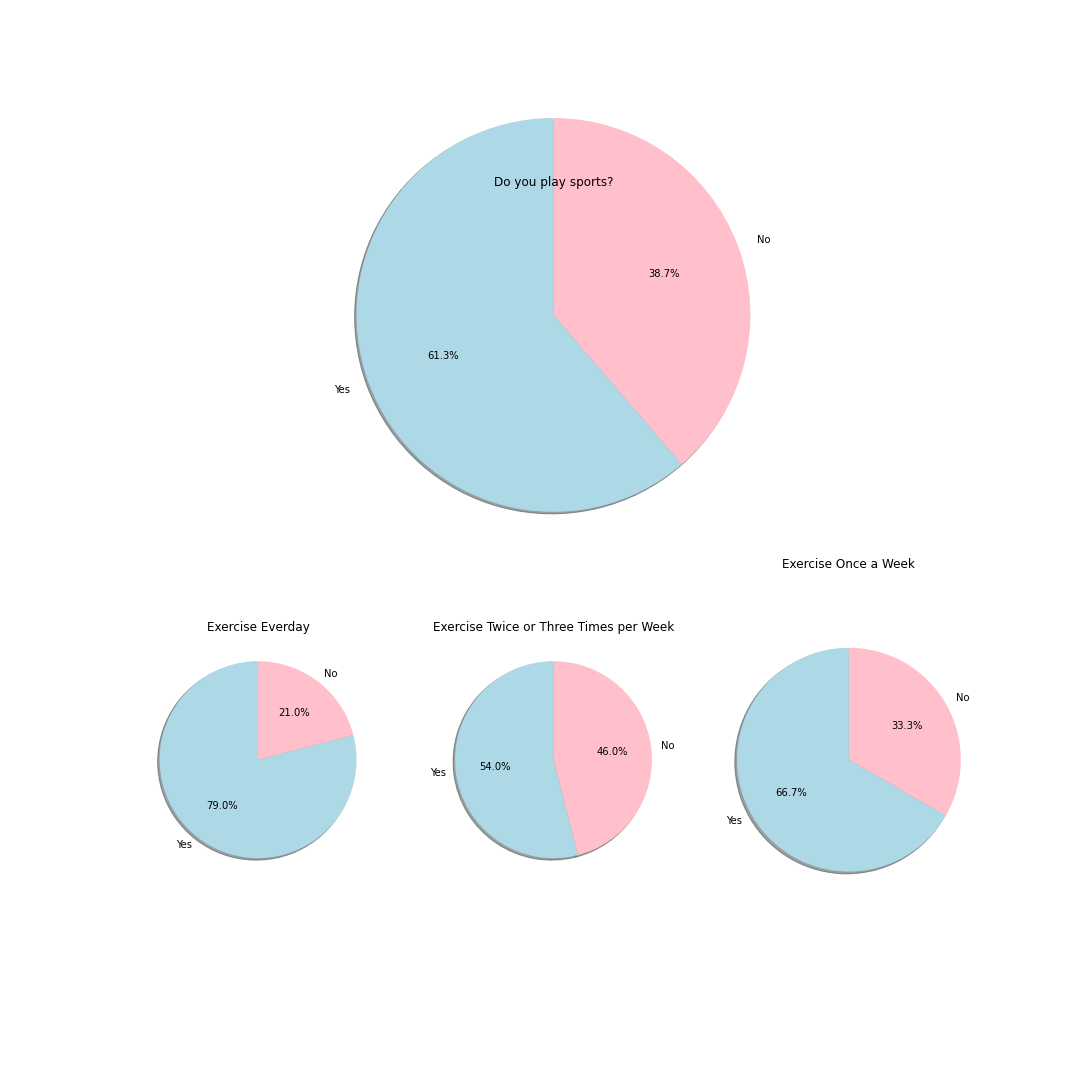 Do you play sports?
No
38.7%
61.3%
Yes
Exercise Once a Week
Exercise Everday
Exercise Twice or Three Times per Week
No
21.0%
79.0%
Yes
No
46.0%
54.0%
Yes
No
33.3%
66.7%
Yes